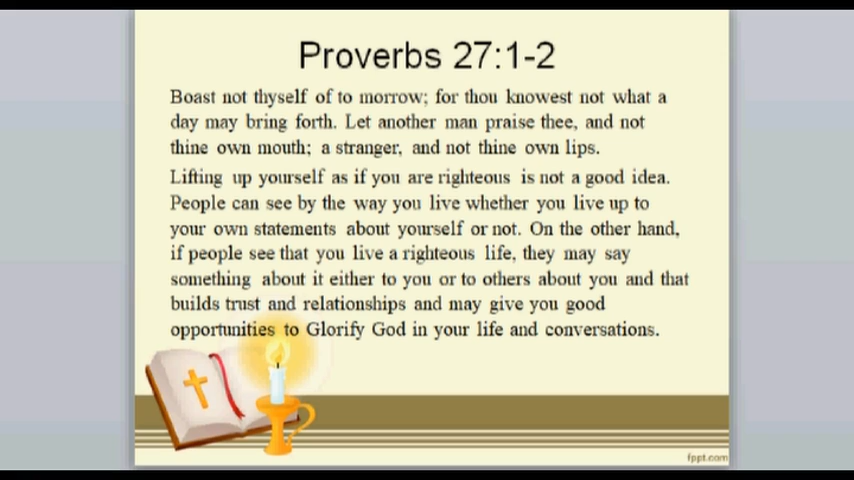 Proverbs 27:1-2
Boast not thyself of to morrow; for thou knowest not what a
day may bring forth. Let another man praise thee, and not
thine own mouth; a stranger, and not thine own lips.
Lifting up yourself as if you are righteous is not a good idea.
People can see by the way you live whether you live up to
your own statements about yourself or not. On the other hand,
if people see that you live a righteous life, they may say
something about it either to you or to others about you and that
builds trust and relationships and may give you good
opportunities to Glorify God in your life and conversations.
fppt.com